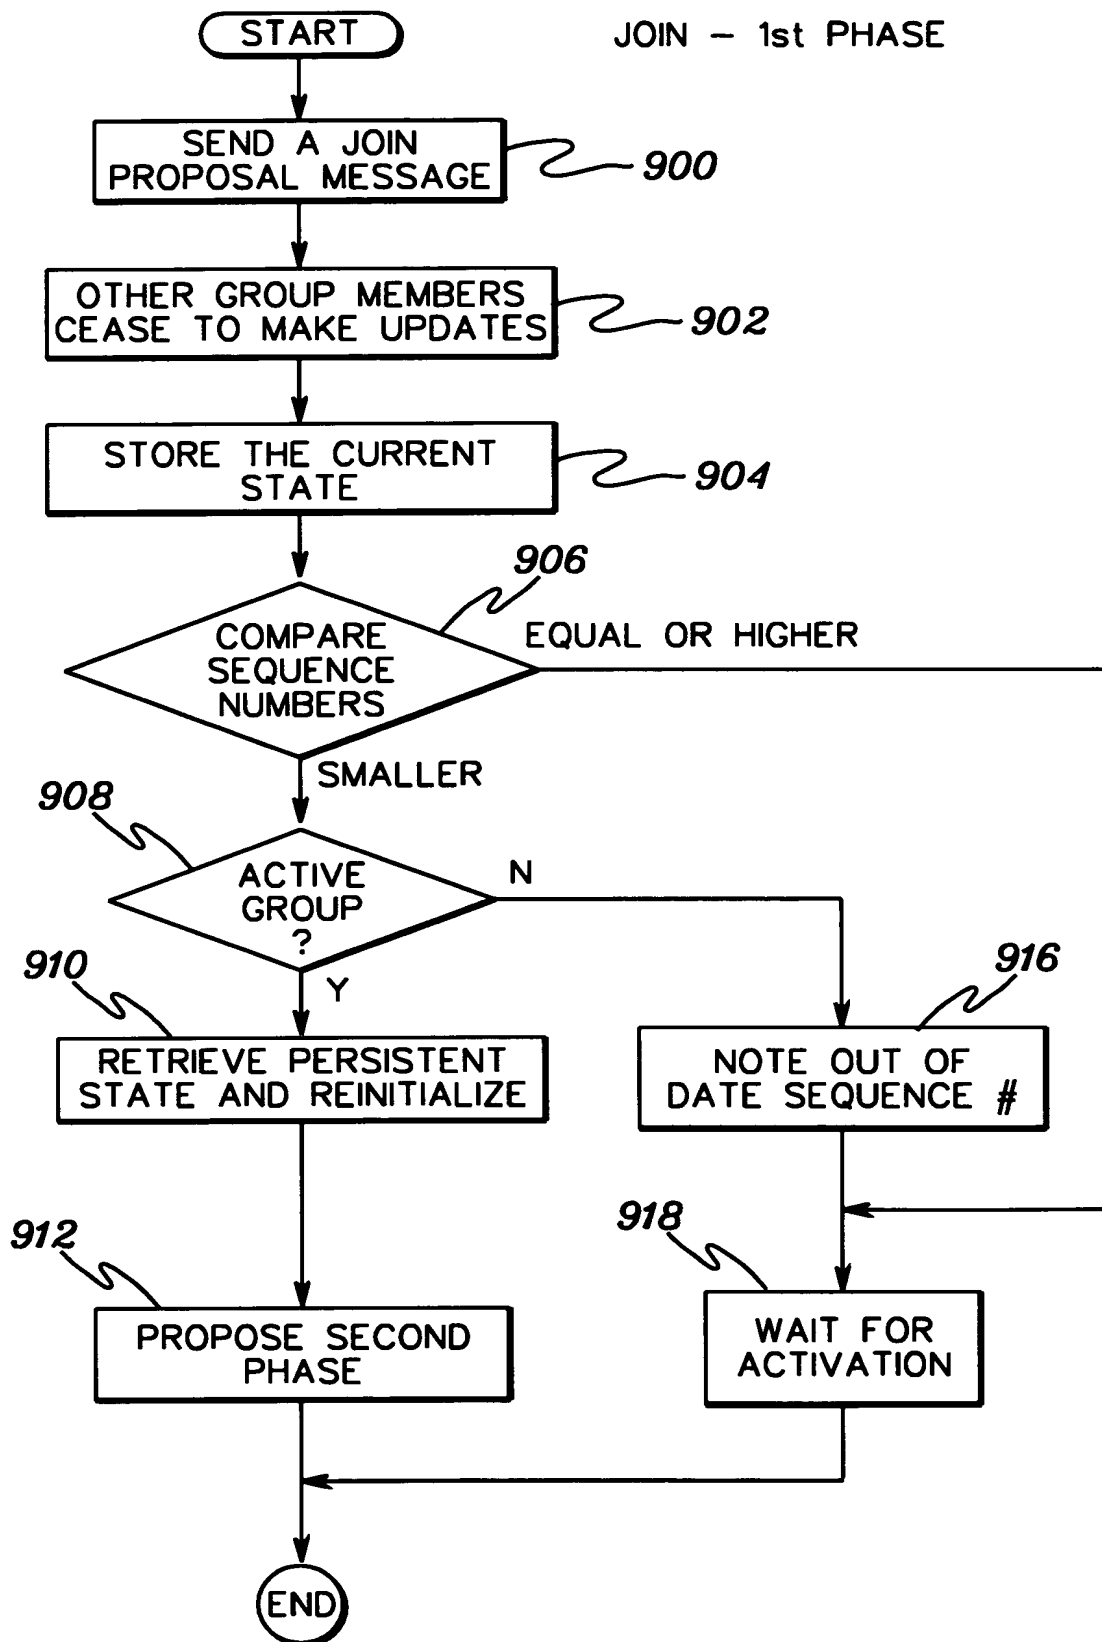 START
JOIN – 1st PHASE
SEND A JOIN
PROPOSAL MESSAGE
900
OTHER GROUP MEMBERS
CEASE TO MAKE UPDATES
902
STORE THE CURRENT
STATE
904
906
COMPARE
SEQUENCE
NUMBERS
EQUAL OR HIGHER
SMALLER
908
ACTIVE
GROUP
?
N
Y
910
RETRIEVE PERSISTENT
STATE AND REINITIALIZE
916
NOTE OUT OF
DATE SEQUENCE #
912
PROPOSE SECOND
PHASE
918
WAIT FOR
ACTIVATION
END